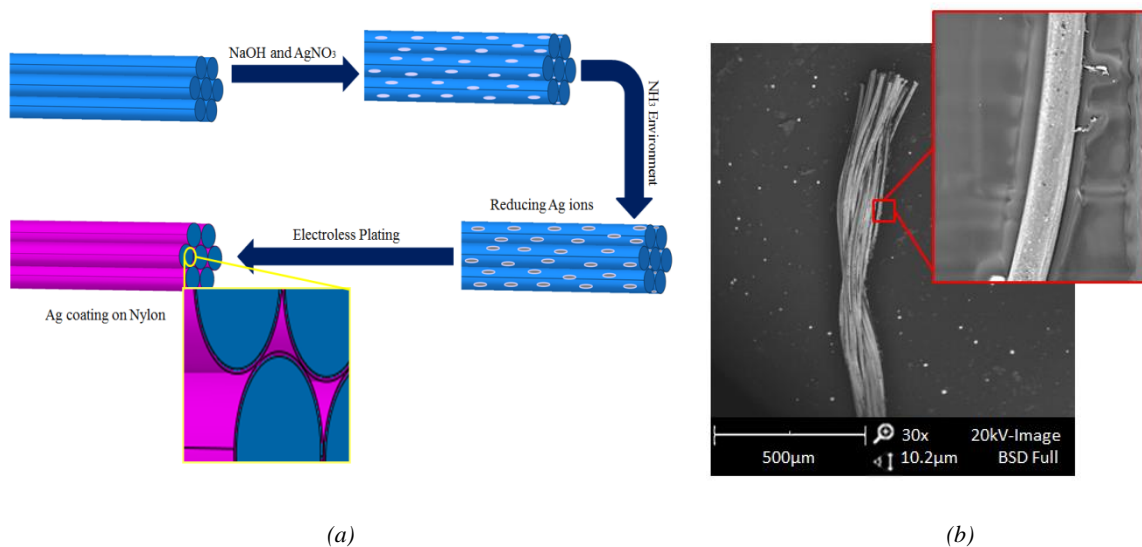 NaOH and AgNO₃
NH₃ Environment
Reducing Ag ions
Electroless Plating
Ag coating on Nylon
30x
20kV-Image
500μm
10.2μm
BSD Full
(a)
(b)